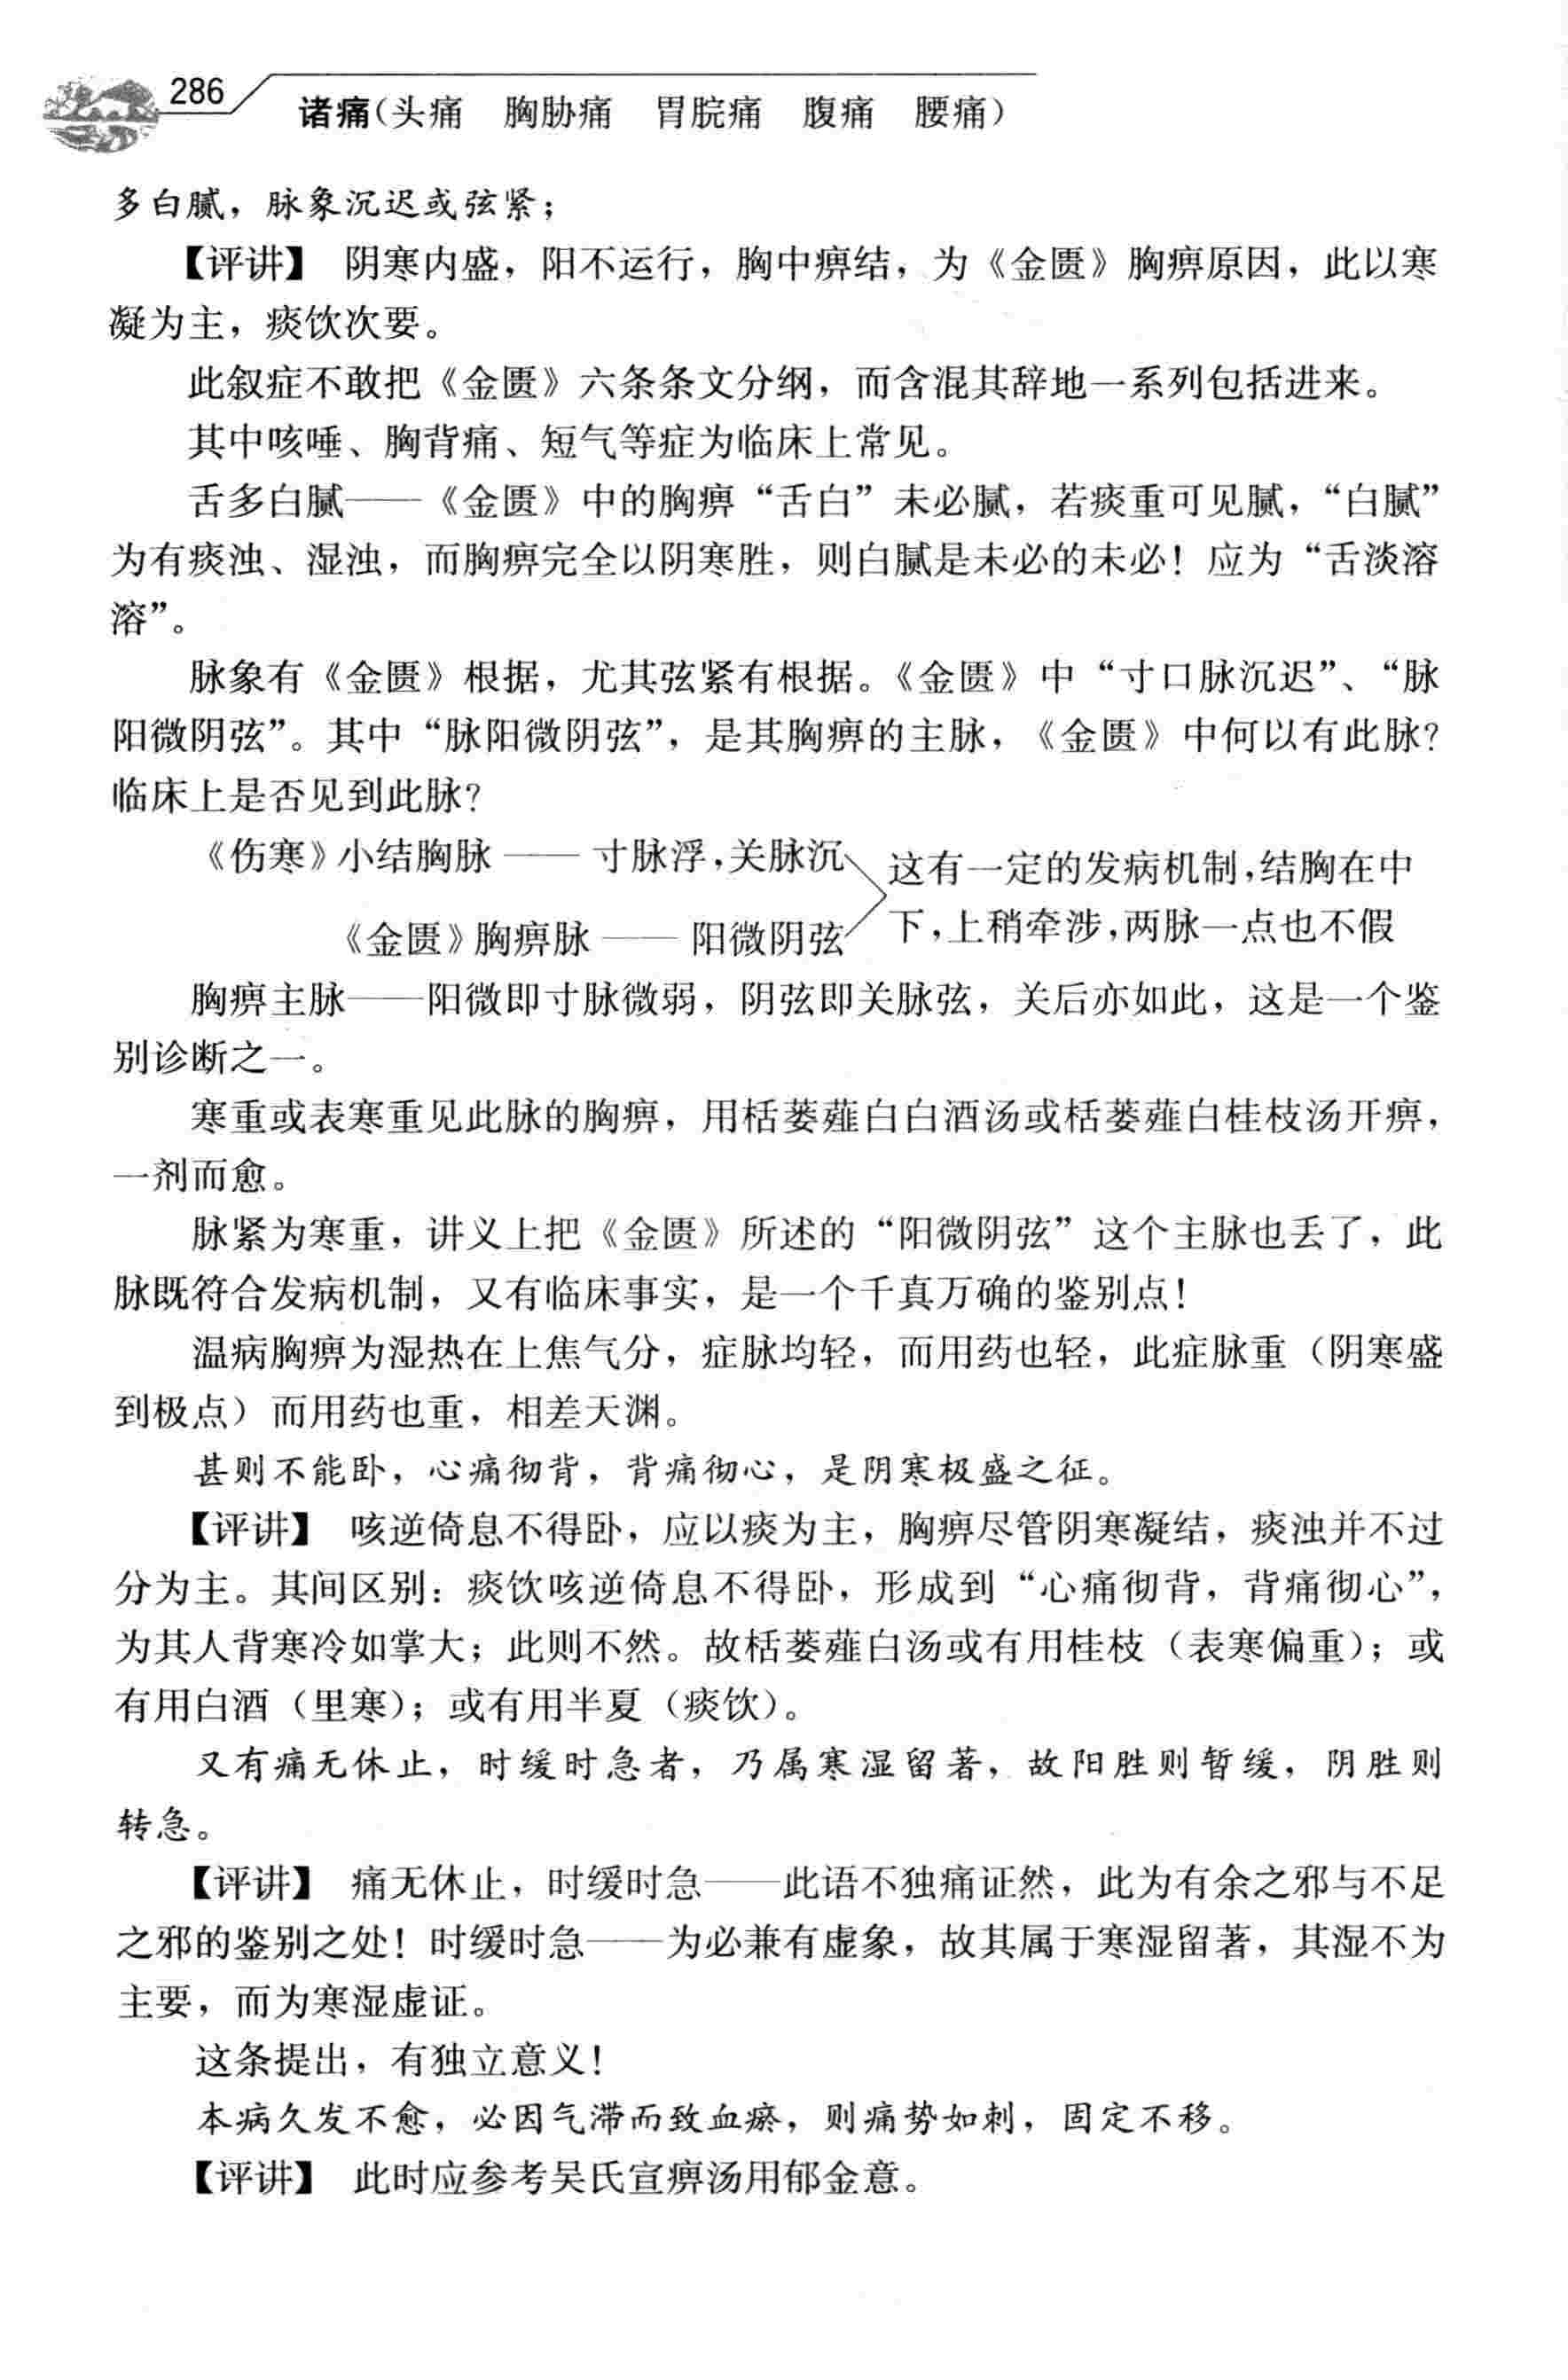 286
诸痛(头痛 胸胁痛 胃脘痛 腹痛 腰痛)
多白腻，脉象沉迟或弦紧；
【评讲】 阴寒内盛，阳不运行，胸中痹结，为《金匮》胸痹原因，此以寒
凝为主，痰饮次要。
此叙症不敢把《金匮》六条条文分纲，而含混其辞地一系列包括进来。
其中咳唾、胸背痛、短气等症为临床上常见。
舌多白腻——《金匮》中的胸痹“舌白”未必腻，若痰重可见腻，“白腻”
为有痰浊、湿浊，而胸痹完全以阴寒胜，则白腻是未必的未必！应为“舌淡溶
溶”。
脉象有《金匮》根据，尤其弦紧有根据。《金匮》中“寸口脉沉迟”、“脉
阳微阴弦”。其中“脉阳微阴弦”，是其胸痹的主脉，《金匮》中何以有此脉？
临床上是否见到此脉？
《伤寒》小结胸脉——寸脉浮，关脉沉
这有一定的发病机制，结胸在中
下，上稍牵涉，两脉一点也不假
《金匮》胸痹脉——阳微阴弦
胸痹主脉——阳微即寸脉微弱，阴弦即关脉弦，关后亦如此，这是一个鉴
别诊断之一。
寒重或表寒重见此脉的胸痹，用栝蒌薤白白酒汤或栝蒌薤白桂枝汤开痹，
一剂而愈。
脉紧为寒重，讲义上把《金匮》所述的“阳微阴弦”这个主脉也丢了，此
脉既符合发病机制，又有临床事实，是一个千真万确的鉴别点！
温病胸痹为湿热在上焦气分，症脉均轻，而用药也轻，此症脉重（阴寒盛
到极点）而用药也重，相差天渊。
甚则不能卧，心痛彻背，背痛彻心，是阴寒极盛之征。
【评讲】 咳逆倚息不得卧，应以痰为主，胸痹尽管阴寒凝结，痰浊并不过
分为主。其间区别：痰饮咳逆倚息不得卧，形成到“心痛彻背，背痛彻心”，
为其人背寒冷如掌大；此则不然。故栝蒌薤白汤或有用桂枝（表寒偏重）；或
有用白酒（里寒）；或有用半夏（痰饮）。
又有痛无休止，时缓时急者，乃属寒湿留著，故阳胜则暂缓，阴胜则
转急。
【评讲】 痛无休止，时缓时急——此语不独痛证然，此为有余之邪与不足
之邪的鉴别之处！时缓时急——为必兼有虚象，故其属于寒湿留著，其湿不为
主要，而为寒湿虚证。
这条提出，有独立意义！
本病久发不愈，必因气滞而致血瘀，则痛势如刺，固定不移。
【评讲】 此时应参考吴氏宣痹汤用郁金意。